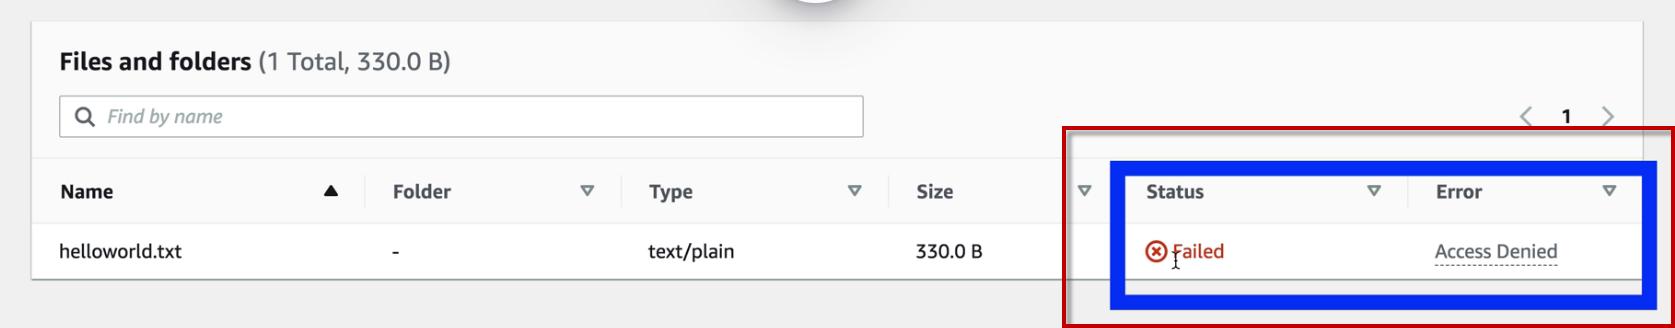 Files and folders (1 Total, 330.0 B)
Find by name
1
Name Folder Type Size Status Error
helloworld.txt - text/plain 330.0 B Failed Access Denied